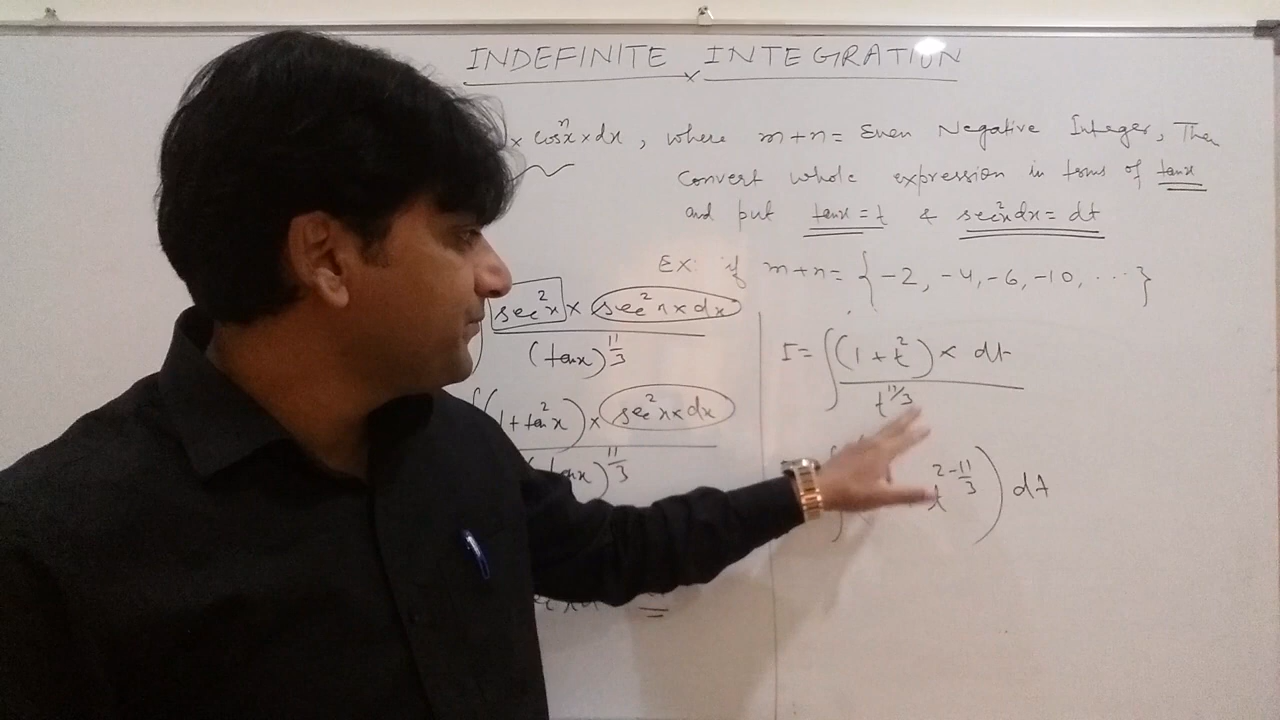 INDEFINITE INTEGRATION
× cosⁿx × dx , where m+n = Even Negative Integer, Then
convert whole expression in terms of tanx
and put tanx = t & sec²x dx = dt
EX: if m+n = { -2, -4, -6, -10, ... }
sec²x × sec²x × dx
(tanx)^11/3
(1 + tan²x) × sec²x × dx
(tanx)^11/3
I = ∫ (1 + t²) × dt
t^11/3
t^2-11/3 ) dt